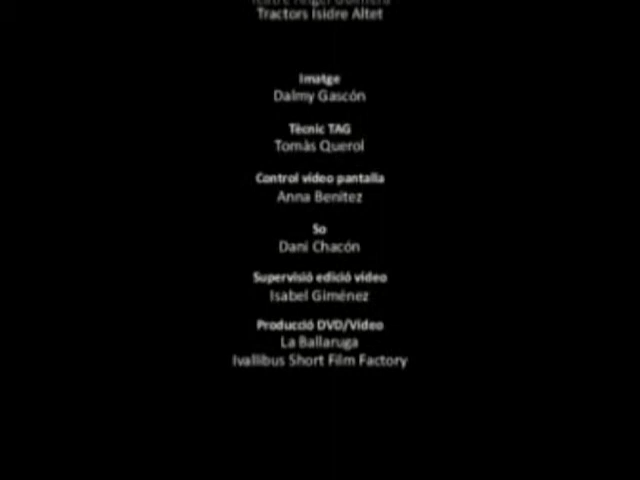 Tractors Isidre Altet
Imatge
Dalmy Gascón
Tècnic TAG
Tomàs Querol
Control vídeo pantalla
Anna Benítez
So
Dani Chacón
Supervisió edició vídeo
Isabel Giménez
Producció DVD/Vídeo
La Ballaruga
Ivallibus Short Film Factory